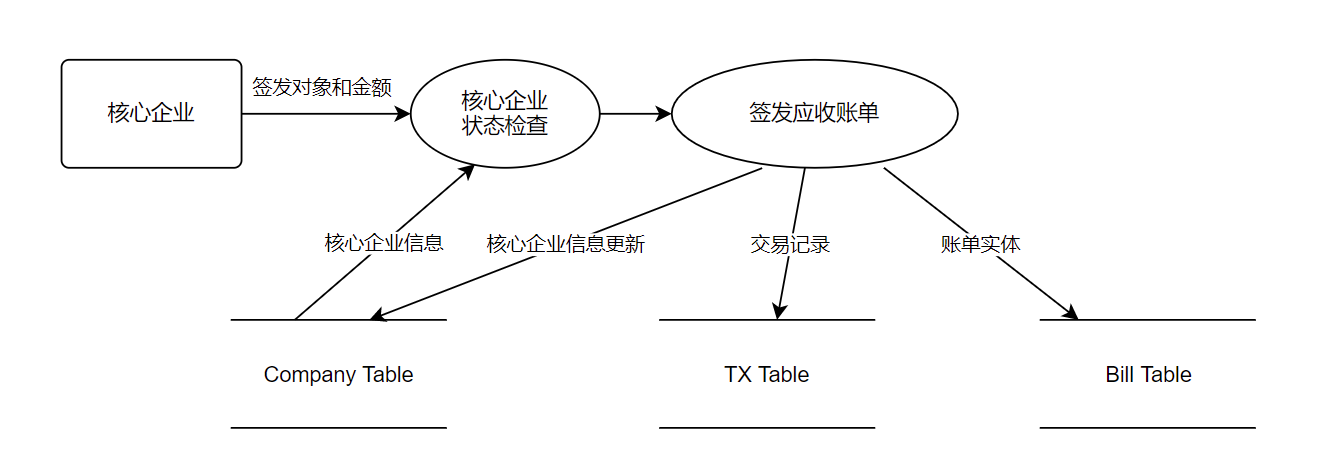 签发对象和金额
核心企业
核心企业
状态检查
签发应收账单
核心企业信息
核心企业信息更新
交易记录
账单实体
Company Table
TX Table
Bill Table